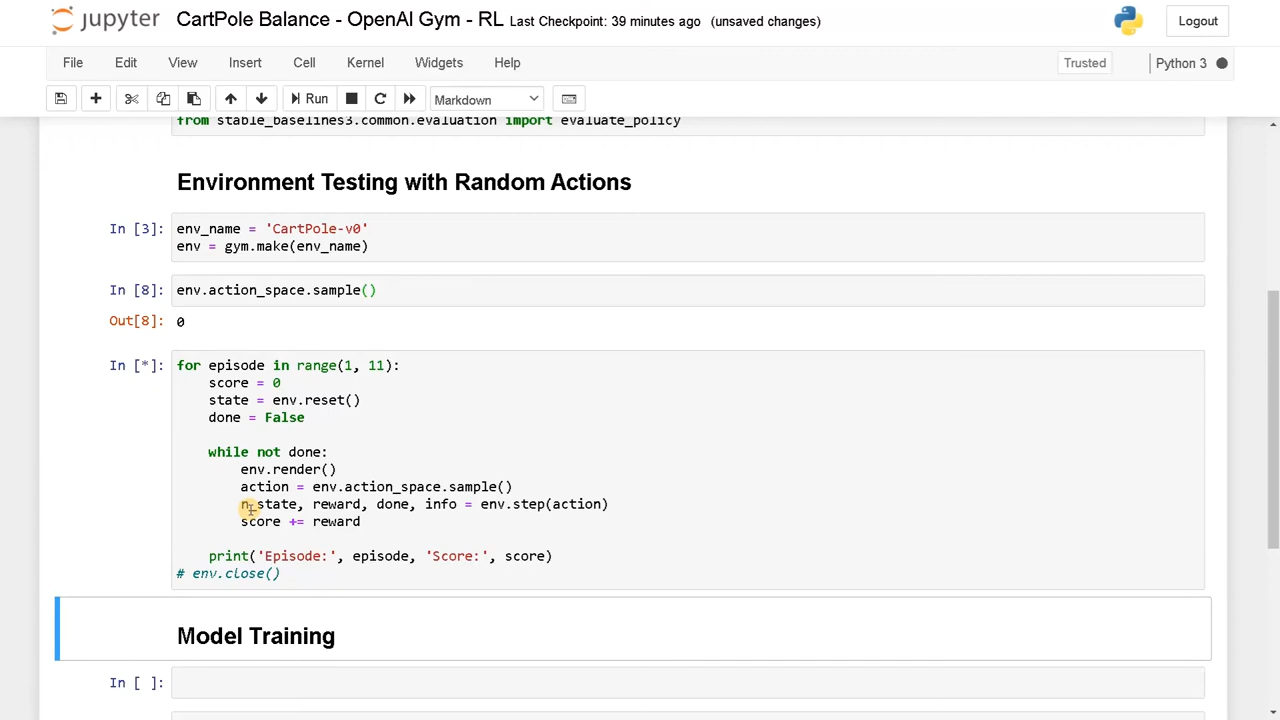 jupyter CartPole Balance - OpenAI Gym - RL Last Checkpoint: 39 minutes ago (unsaved changes) Logout
File Edit View Insert Cell Kernel Widgets Help Trusted Python 3
Run Markdown
from stable_baselines3.common.evaluation import evaluate_policy
Environment Testing with Random Actions
In [3]: env_name = 'CartPole-v0'
env = gym.make(env_name)
In [8]: env.action_space.sample()
Out[8]: 0
In [*]: for episode in range(1, 11):
score = 0
state = env.reset()
done = False
while not done:
env.render()
action = env.action_space.sample()
n_state, reward, done, info = env.step(action)
score += reward
print('Episode:', episode, 'Score:', score)
# env.close()
Model Training
In [ ]: